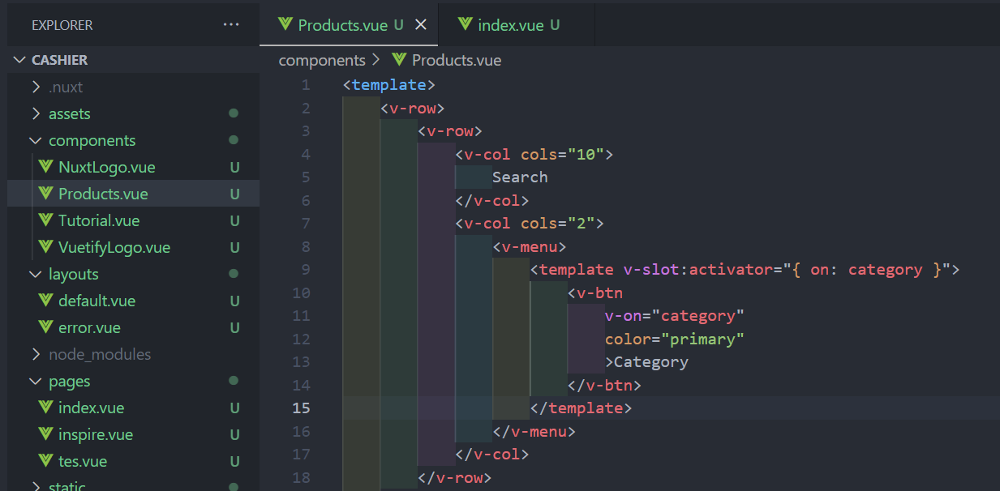 EXPLORER ...
CASHIER
.nuxt
assets
components
NuxtLogo.vue U
Products.vue U
Tutorial.vue U
VuetifyLogo.vue U
layouts
default.vue U
error.vue U
node_modules
pages
index.vue U
inspire.vue U
tes.vue U
static
Products.vue U × index.vue U
components > Products.vue
1 <template>
2 <v-row>
3 <v-row>
4 <v-col cols="10">
5 Search
6 </v-col>
7 <v-col cols="2">
8 <v-menu>
9 <template v-slot:activator="{ on: category }">
10 <v-btn
11 v-on="category"
12 color="primary"
13 >Category
14 </v-btn>
15 </template>
16 </v-menu>
17 </v-col>
18 </v-row>